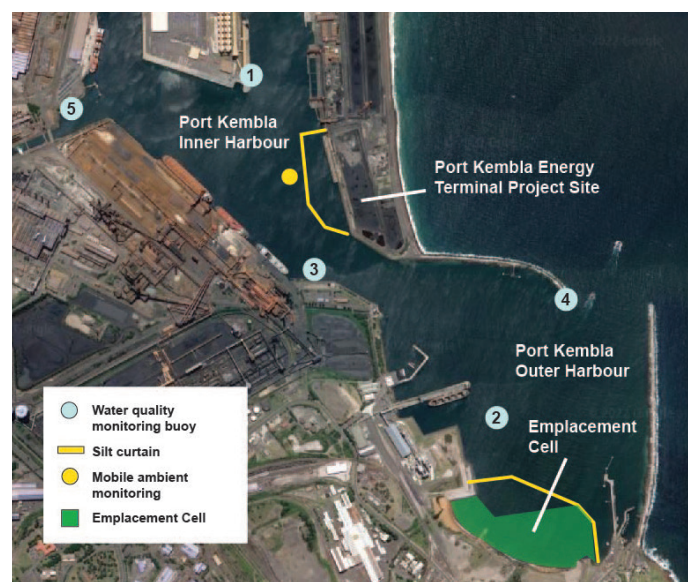 1
5
Port Kembla
Inner Harbour
Port Kembla Energy
Terminal Project Site
3
4
Port Kembla
Outer Harbour
2
Emplacement
Cell
Water quality
monitoring buoy
Silt curtain
Mobile ambient
monitoring
Emplacement Cell